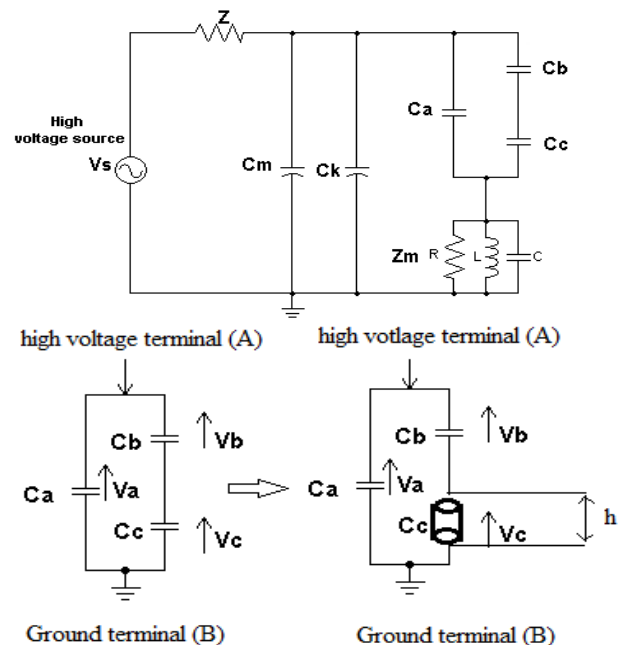 Z
High
voltage source
Vs
Cm
Ck
Ca
Cb
Cc
Zm
R
L
C
high voltage terminal (A)
high votlage terminal (A)
Cb
Vb
Ca
Va
Cc
Vc
Cb
Vb
Ca
Va
Cc
Vc
h
Ground terminal (B)
Ground terminal (B)